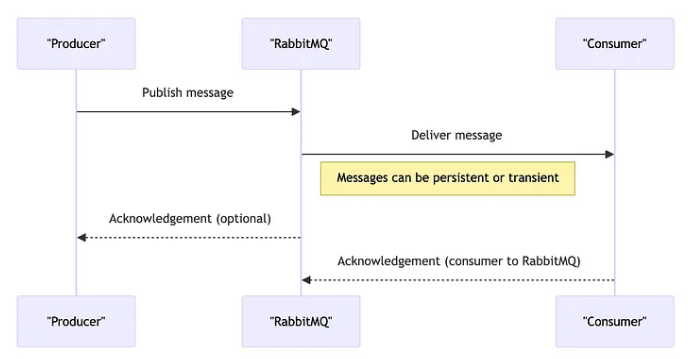 "Producer"
"RabbitMQ"
"Consumer"
Publish message
Deliver message
Messages can be persistent or transient
Acknowledgement (optional)
Acknowledgement (consumer to RabbitMQ)
"Producer"
"RabbitMQ"
"Consumer"